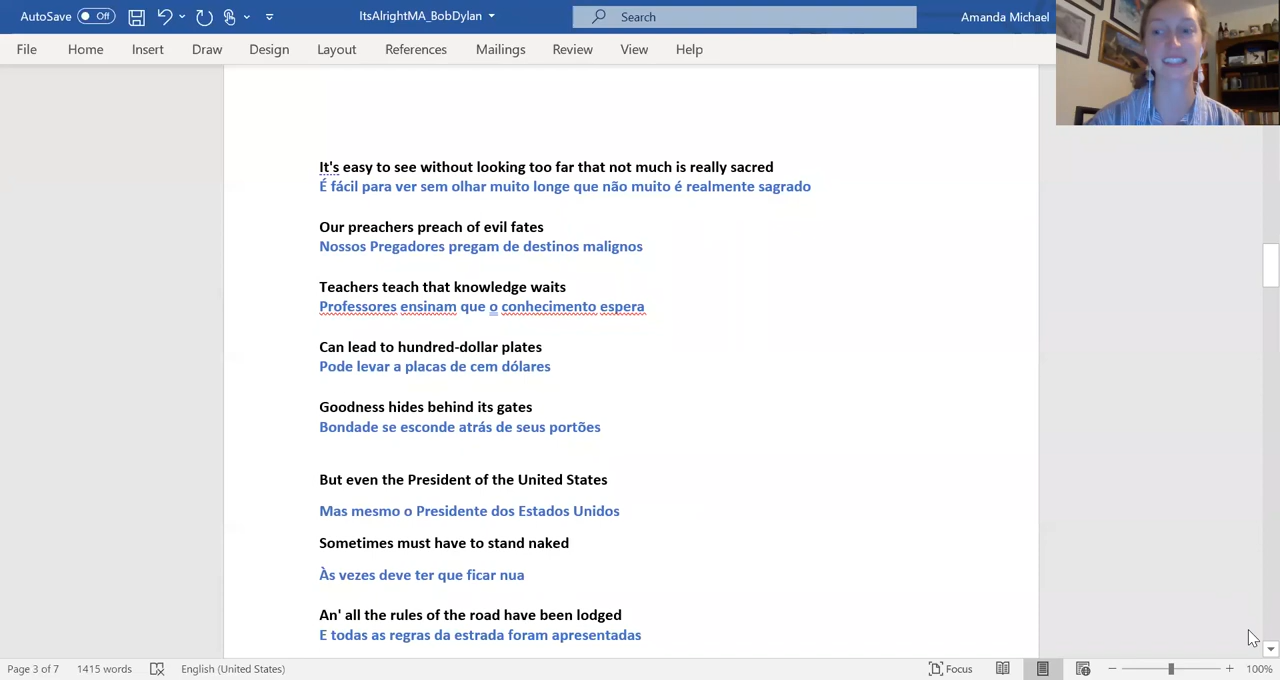 AutoSave Off ItsAlrightMA_BobDylan Search Amanda Michael
File Home Insert Draw Design Layout References Mailings Review View Help
It's easy to see without looking too far that not much is really sacred
É fácil para ver sem olhar muito longe que não muito é realmente sagrado
Our preachers preach of evil fates
Nossos Pregadores pregam de destinos malignos
Teachers teach that knowledge waits
Professores ensinam que o conhecimento espera
Can lead to hundred-dollar plates
Pode levar a placas de cem dólares
Goodness hides behind its gates
Bondade se esconde atrás de seus portões
But even the President of the United States
Mas mesmo o Presidente dos Estados Unidos
Sometimes must have to stand naked
Às vezes deve ter que ficar nua
An' all the rules of the road have been lodged
E todas as regras da estrada foram apresentadas
Page 3 of 7 1415 words English (United States) Focus 100%